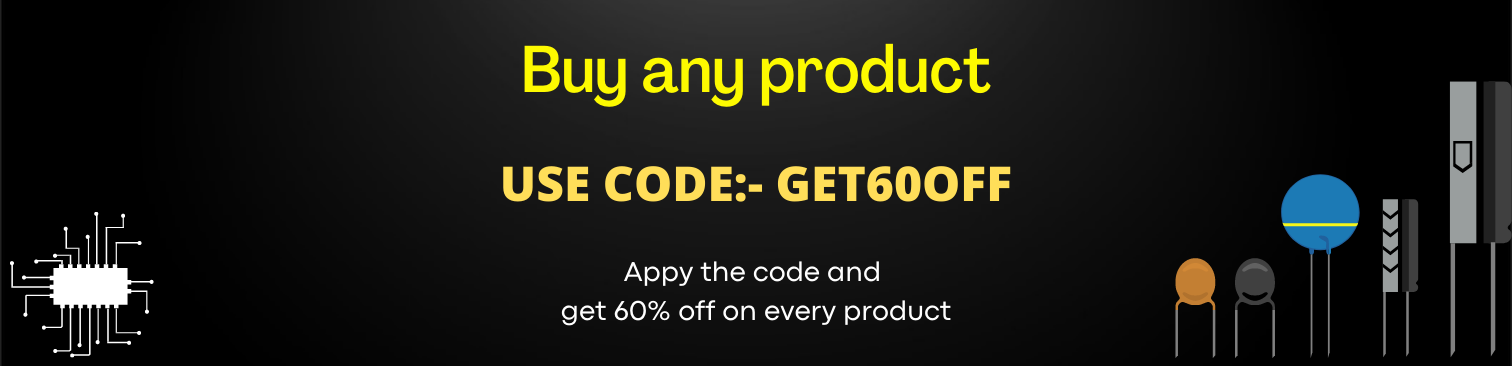 Buy any product
USE CODE:- GET60OFF
Appy the code and
get 60% off on every product